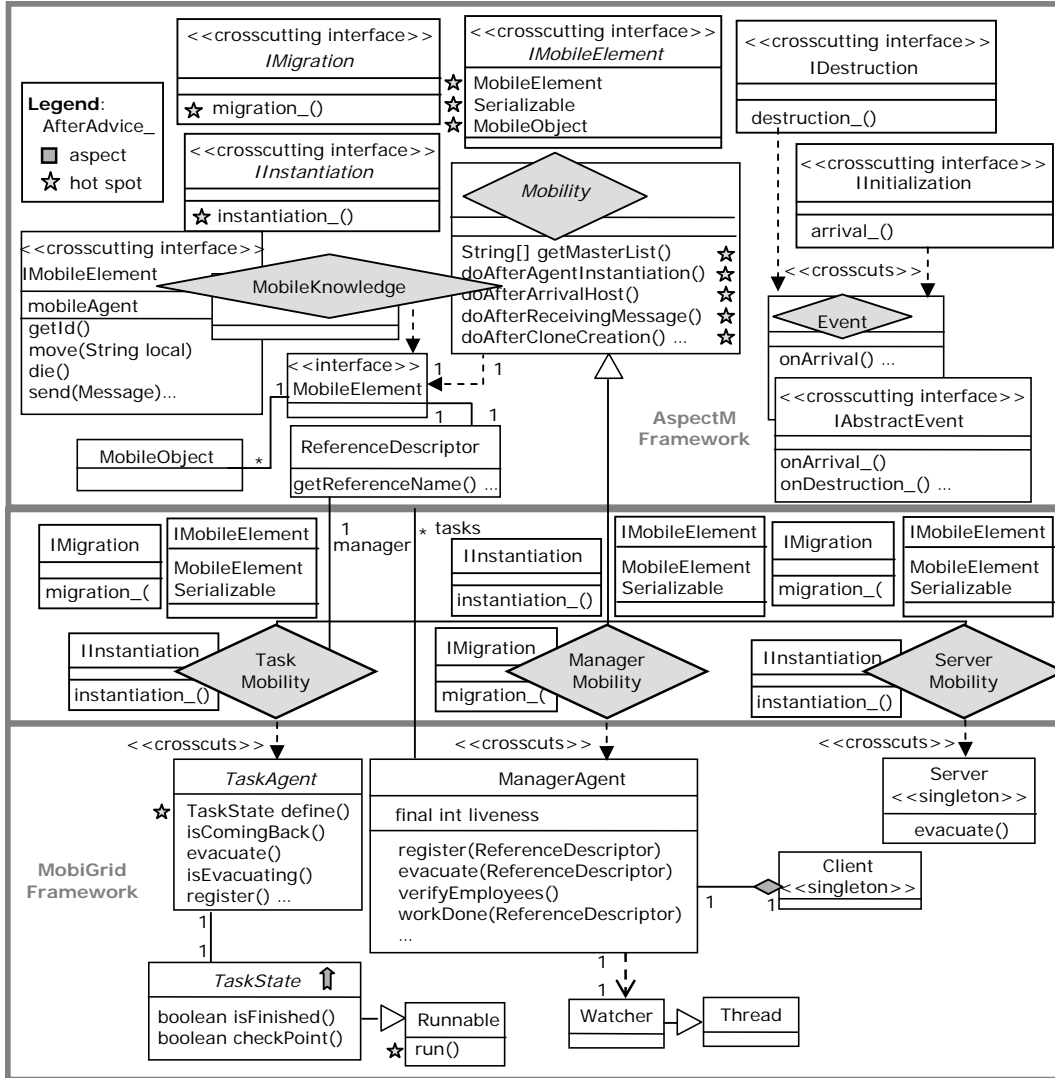 <<crosscutting interface>>
IMigration
migration_()
<<crosscutting interface>>
IMobileElement
MobileElement
Serializable
MobileObject
<<crosscutting interface>>
IDestruction
destruction_()
Legend:
AfterAdvice_
aspect
hot spot
<<crosscutting interface>>
IInstantiation
instantiation_()
Mobility
String[] getMasterList()
doAfterAgentInstantiation()
doAfterArrivalHost()
doAfterReceivingMessage()
doAfterCloneCreation() ...
<<crosscutting interface>>
IInitialization
arrival_()
<<crosscutting interface>>
IMobileElement
mobileAgent
getId()
move(String local)
die()
send(Message)...
MobileKnowledge
<<crosscuts>>
Event
onArrival() ...
<<crosscutting interface>>
IAbstractEvent
onArrival_()
onDestruction_() ...
<<interface>>
MobileElement
1
1
1
1
1
1
MobileObject
*
ReferenceDescriptor
getReferenceName() ...
AspectM
Framework
1
manager
* tasks
IMigration
migration_(
IMobileElement
MobileElement
Serializable
IInstantiation
instantiation_()
IMobileElement
MobileElement
Serializable
IMigration
migration_(
IMobileElement
MobileElement
Serializable
IInstantiation
instantiation_()
Task
Mobility
IMigration
migration_(
Manager
Mobility
IInstantiation
instantiation_()
Server
Mobility
<<crosscuts>>
<<crosscuts>>
<<crosscuts>>
TaskAgent
TaskState define()
isComingBack()
evacuate()
isEvacuating()
register() ...
ManagerAgent
final int liveness
register(ReferenceDescriptor)
evacuate(ReferenceDescriptor)
verifyEmployees()
workDone(ReferenceDescriptor)
...
Server
<<singleton>>
evacuate()
MobiGrid
Framework
Client
<<singleton>>
1
1
1
1
TaskState
boolean isFinished()
boolean checkPoint()
Runnable
run()
1
1
Watcher
Thread